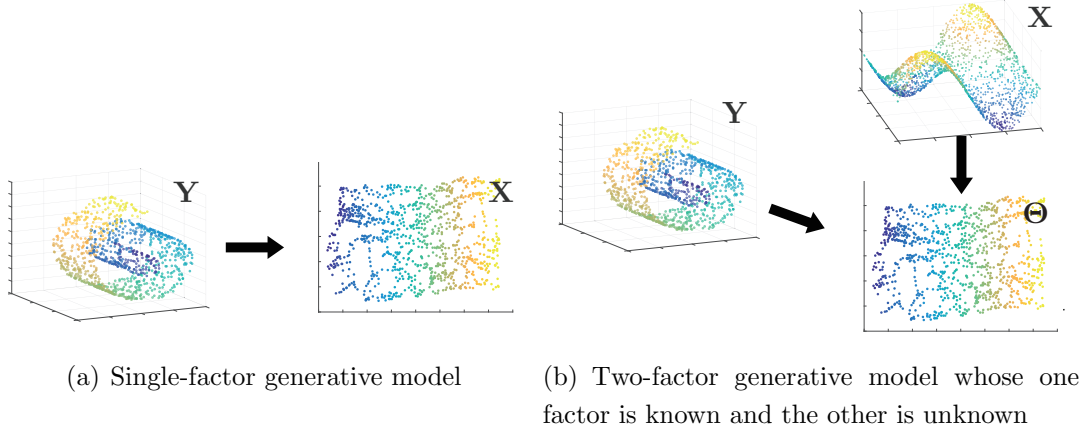 Y
X
(a) Single-factor generative model
Y
X
Θ
(b) Two-factor generative model whose one
factor is known and the other is unknown